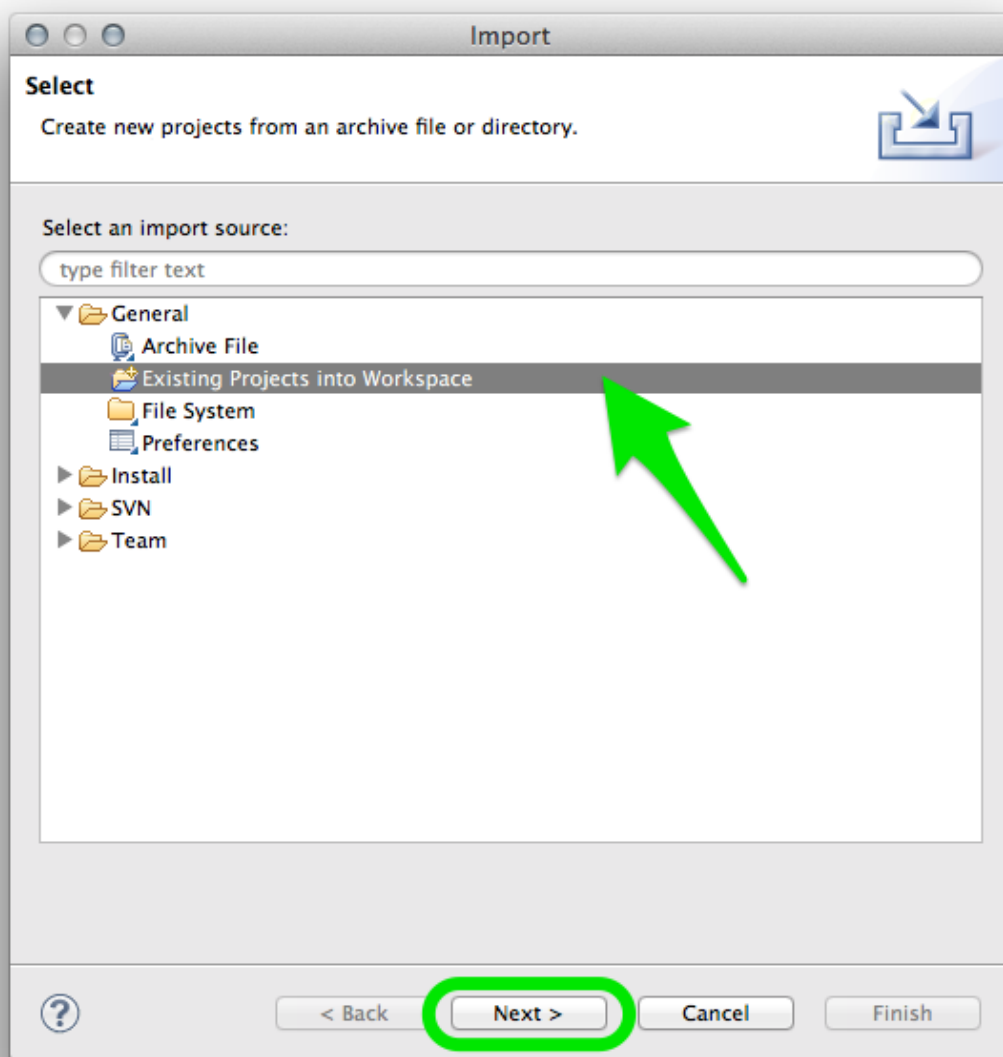 Import
Select
Create new projects from an archive file or directory.
Select an import source:
type filter text
General
Archive File
Existing Projects into Workspace
File System
Preferences
Install
SVN
Team
?
< Back Next > Cancel Finish